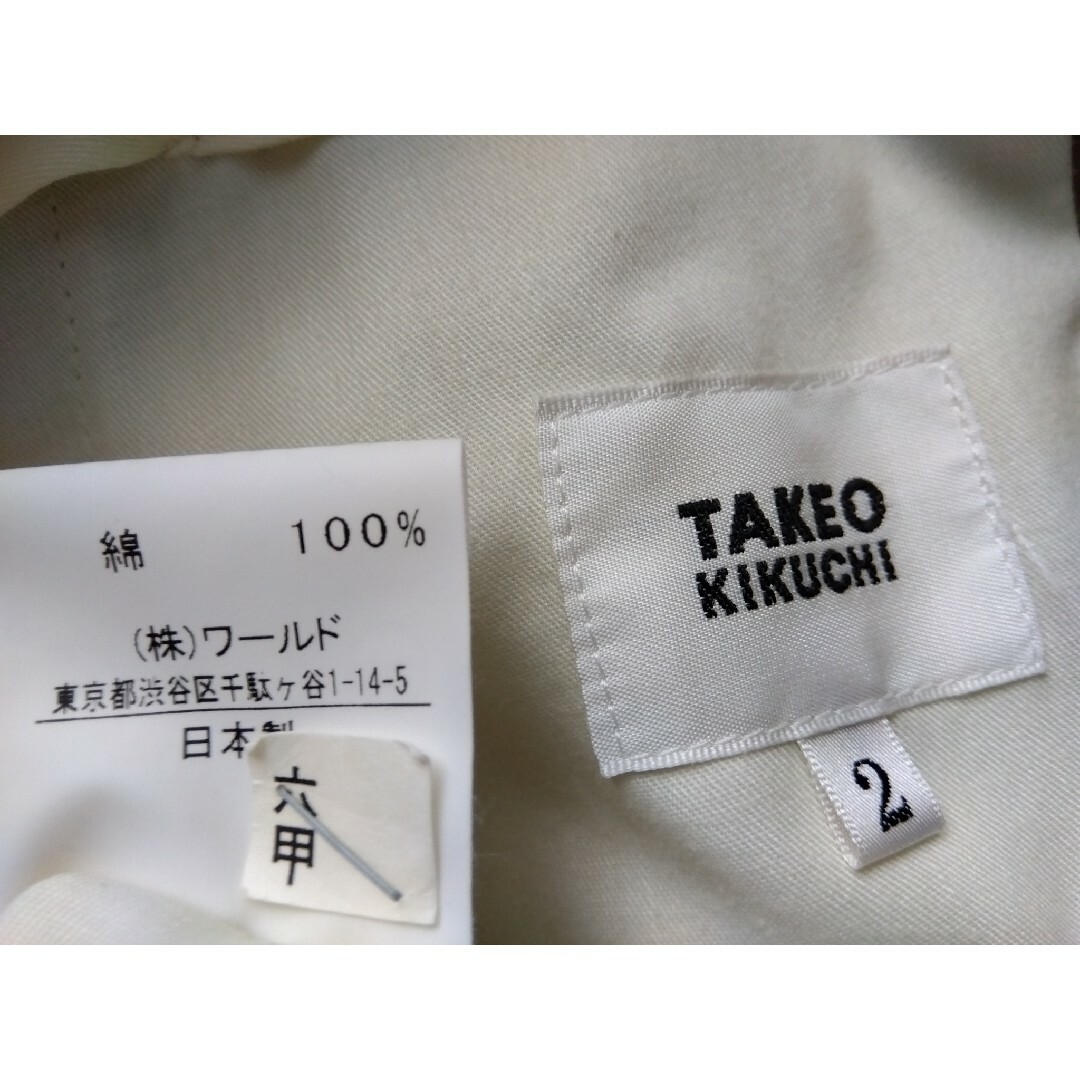 綿 100%
(株)ワールド
東京都渋谷区千駄ヶ谷1-14-5
日本製
六
甲
TAKEO
KIKUCHI
2